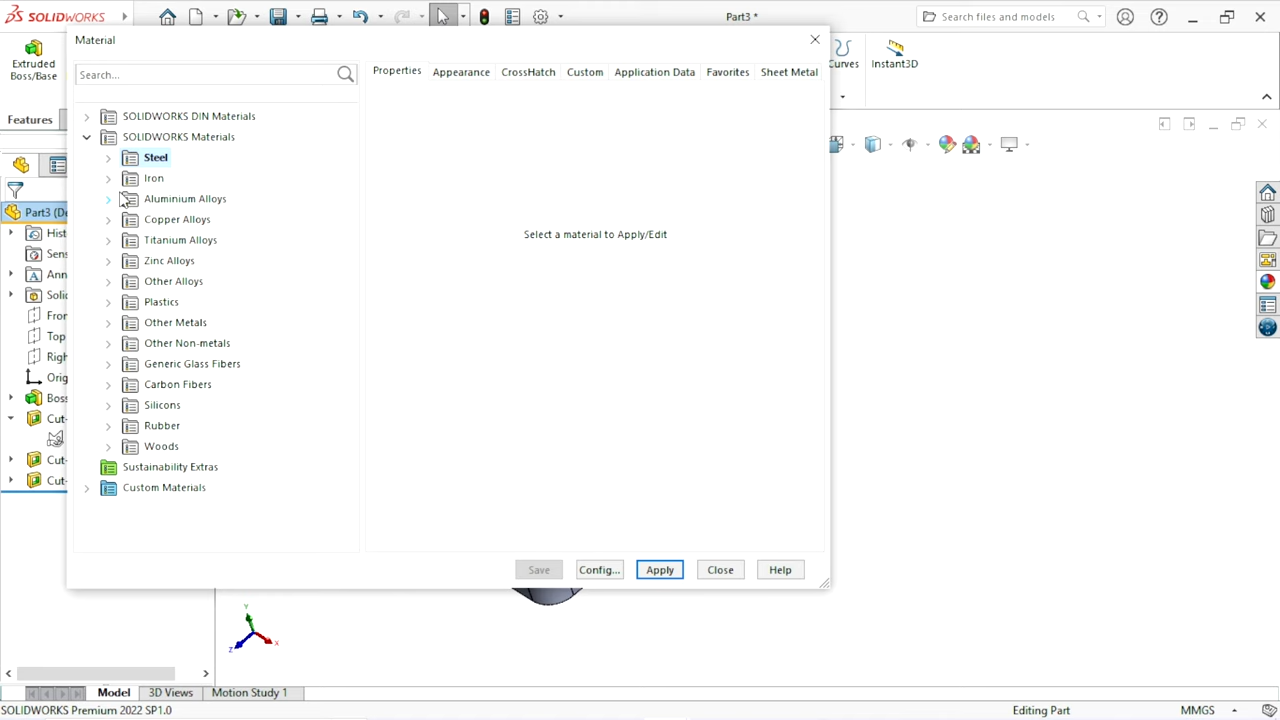 SOLIDWORKS
Part3 *
Search files and models
Extruded
Boss/Base
Curves
Instant3D
Features
Material
Search...
SOLIDWORKS DIN Materials
SOLIDWORKS Materials
Steel
Iron
Aluminium Alloys
Copper Alloys
Titanium Alloys
Zinc Alloys
Other Alloys
Plastics
Other Metals
Other Non-metals
Generic Glass Fibers
Carbon Fibers
Silicons
Rubber
Woods
Sustainability Extras
Custom Materials
Properties
Appearance
CrossHatch
Custom
Application Data
Favorites
Sheet Metal
Select a material to Apply/Edit
Save
Config...
Apply
Close
Help
Part3 (De
Hist
Sens
Ann
Solid
Fron
Top
Righ
Orig
Boss
Cut-
Cut-
Cut-
Y
X
Z
Model
3D Views
Motion Study 1
SOLIDWORKS Premium 2022 SP1.0
Editing Part
MMGS